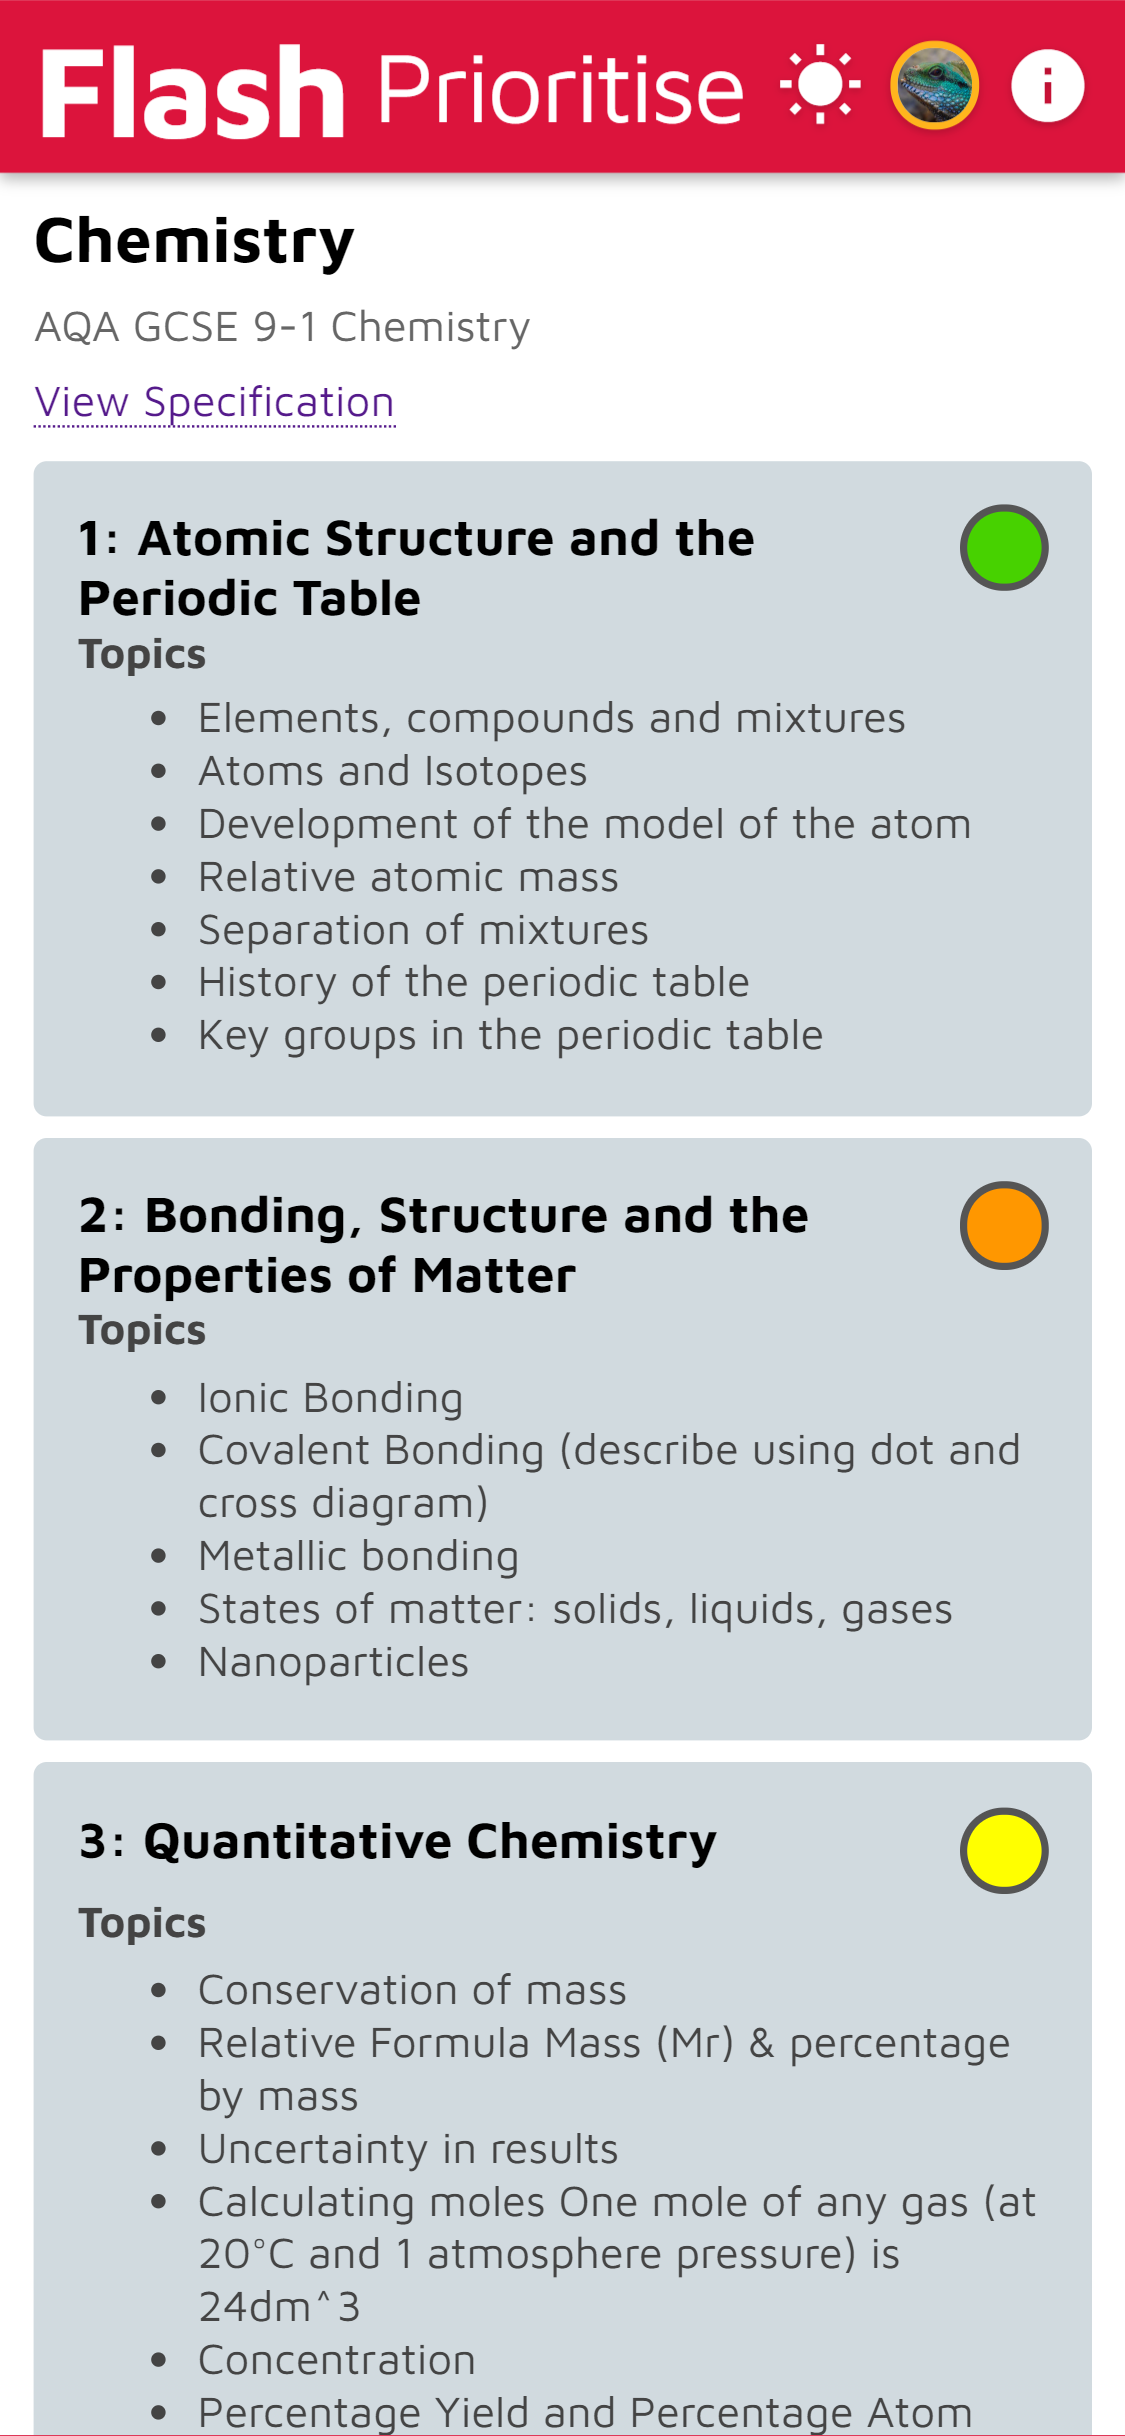 Flash Prioritise
Chemistry
AQA GCSE 9-1 Chemistry
View Specification
1: Atomic Structure and the
Periodic Table
Topics
• Elements, compounds and mixtures
• Atoms and Isotopes
• Development of the model of the atom
• Relative atomic mass
• Separation of mixtures
• History of the periodic table
• Key groups in the periodic table
2: Bonding, Structure and the
Properties of Matter
Topics
• Ionic Bonding
• Covalent Bonding (describe using dot and
cross diagram)
• Metallic bonding
• States of matter: solids, liquids, gases
• Nanoparticles
3: Quantitative Chemistry
Topics
• Conservation of mass
• Relative Formula Mass (Mr) & percentage
by mass
• Uncertainty in results
• Calculating moles One mole of any gas (at
20°C and 1 atmosphere pressure) is
24dm^3
• Concentration
• Percentage Yield and Percentage Atom